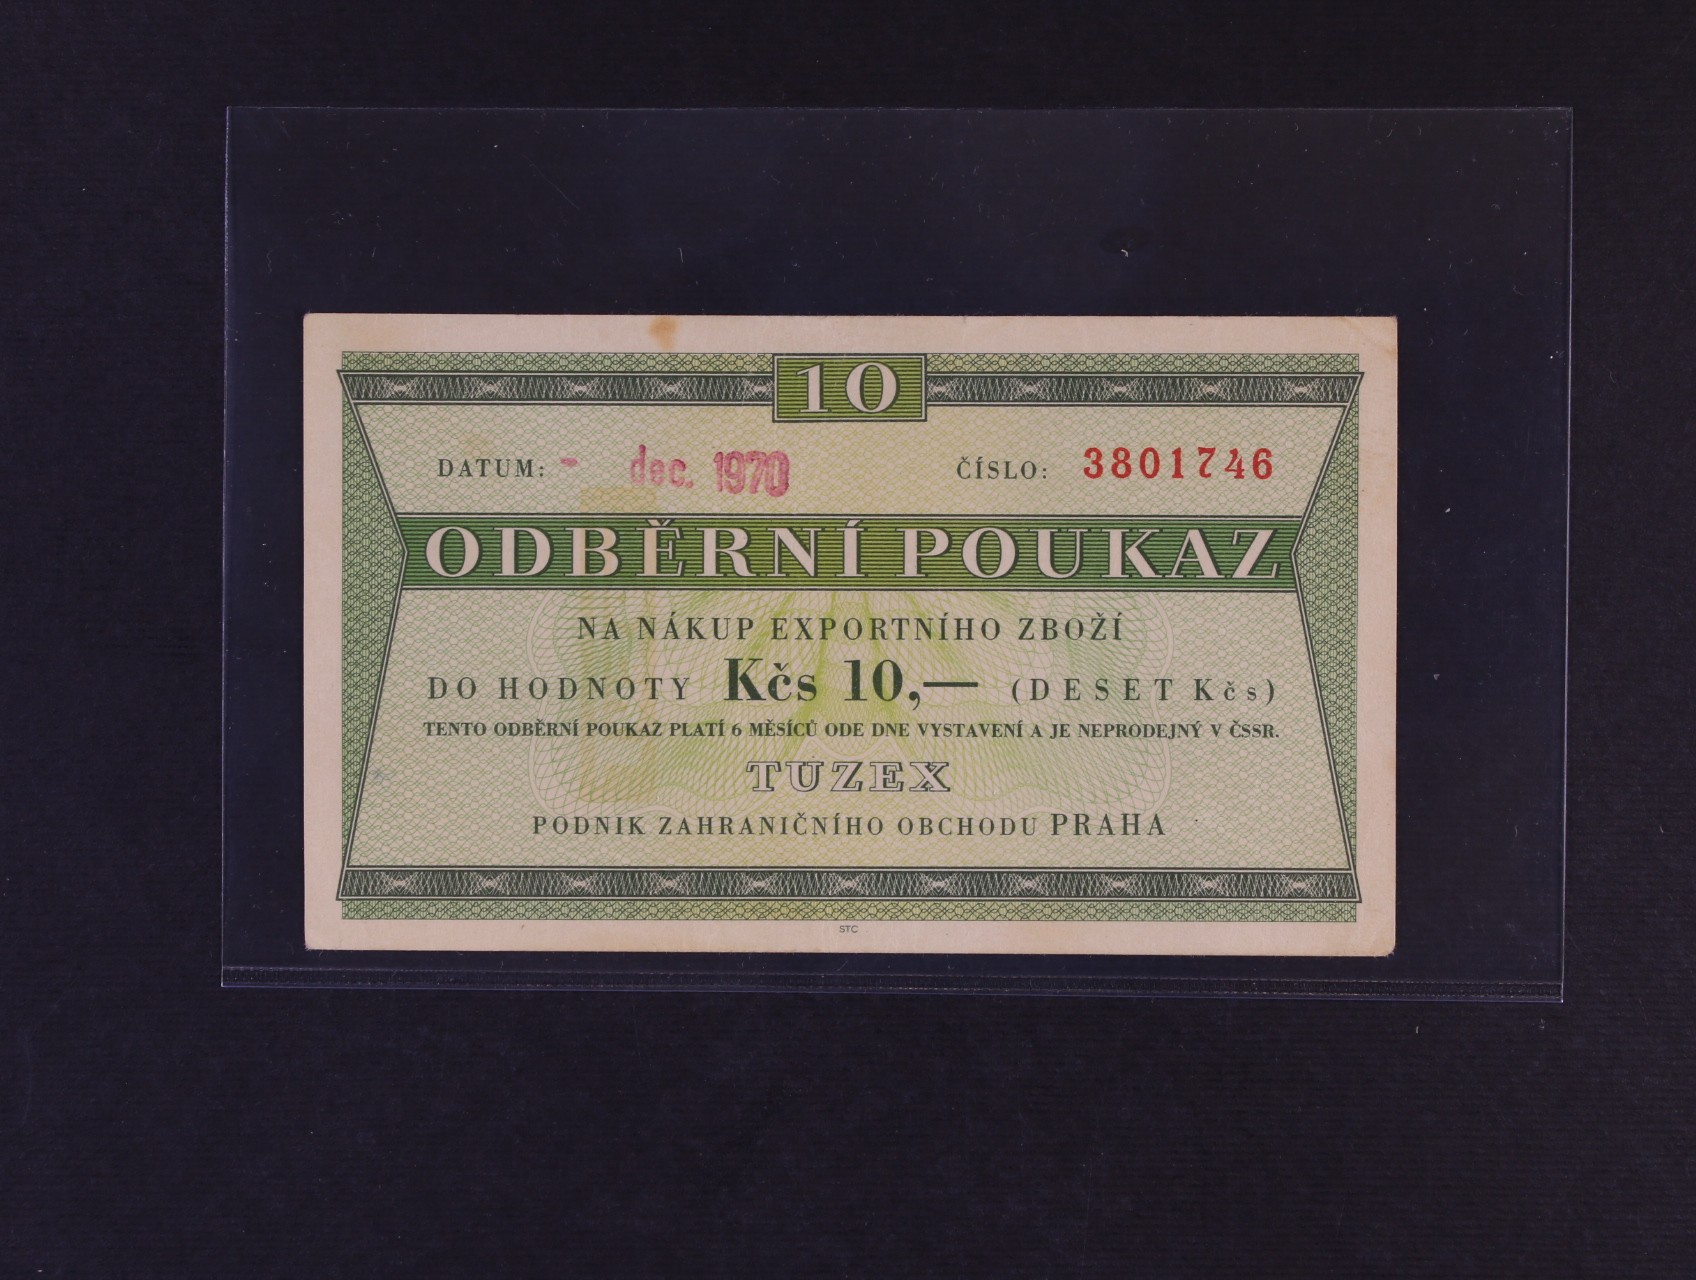 10
DATUM: - dec. 1970 ČÍSLO: 3801746
ODBĚRNÍ POUKAZ
NA NÁKUP EXPORTNÍHO ZBOŽÍ
DO HODNOTY Kčs 10,— (DESET Kčs)
TENTO ODBĚRNÍ POUKAZ PLATÍ 6 MĚSÍCŮ ODE DNE VYSTAVENÍ A JE NEPRODEJNÝ V ČSSR.
TUZEX
PODNIK ZAHRANIČNÍHO OBCHODU PRAHA
STC